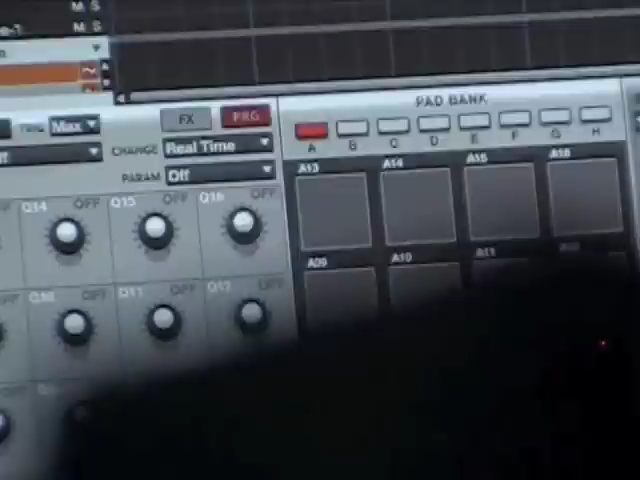 M S
M S
PAD BANK
Max
FX
PRG
CHANGE
Real Time
A B C D E F G H
PARAM
Off
A13 A14 A15 A16
Q14 OFF Q15 OFF Q16 OFF
A09 A10 A11
Q10 OFF Q11 OFF Q12 OFF